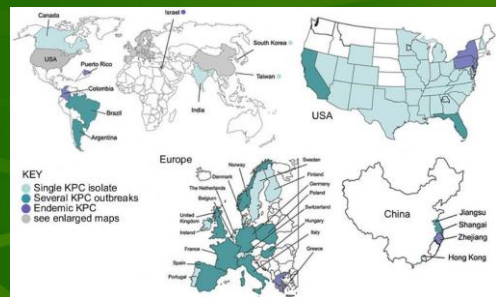 Canada
Israel
South Korea
USA
Puerto Rico
Taiwan
Colombia
India
Brazil
Argentina
USA
KEY
Single KPC isolate
Several KPC outbreaks
Endemic KPC
see enlarged maps
Europe
Norway
Sweden
Denmark
Finland
The Netherlands
Germany
Belgium
Poland
Switzerland
United
Kingdom
Hungary
Ireland
Italy
France
Greece
Spain
Portugal
China
Jiangsu
Shangai
Zhejiang
Hong Kong